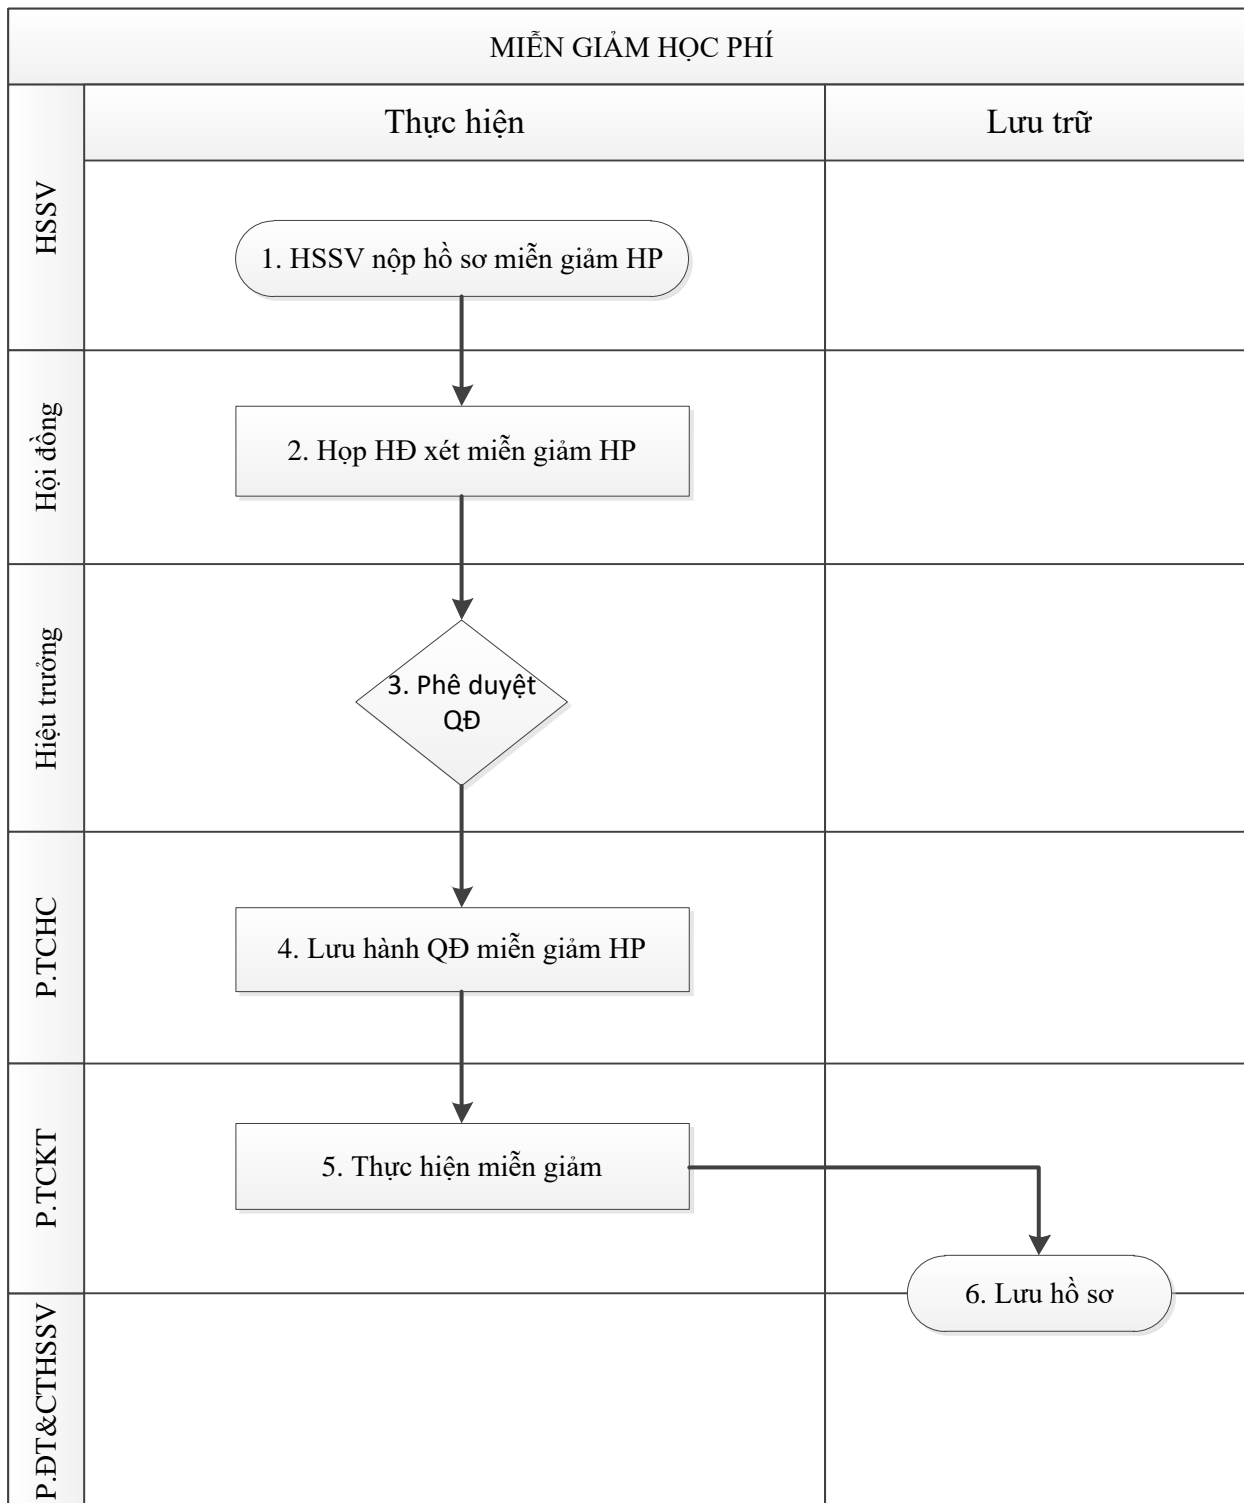 MIỄN GIẢM HỌC PHÍ
Thực hiện
Lưu trữ
HSSV
1. HSSV nộp hồ sơ miễn giảm HP
Hội đồng
2. Họp HĐ xét miễn giảm HP
Hiệu trưởng
3. Phê duyệt
QĐ
P.TCHC
4. Lưu hành QĐ miễn giảm HP
P.TCKT
5. Thực hiện miễn giảm
6. Lưu hồ sơ
P.ĐT&CTHSSV